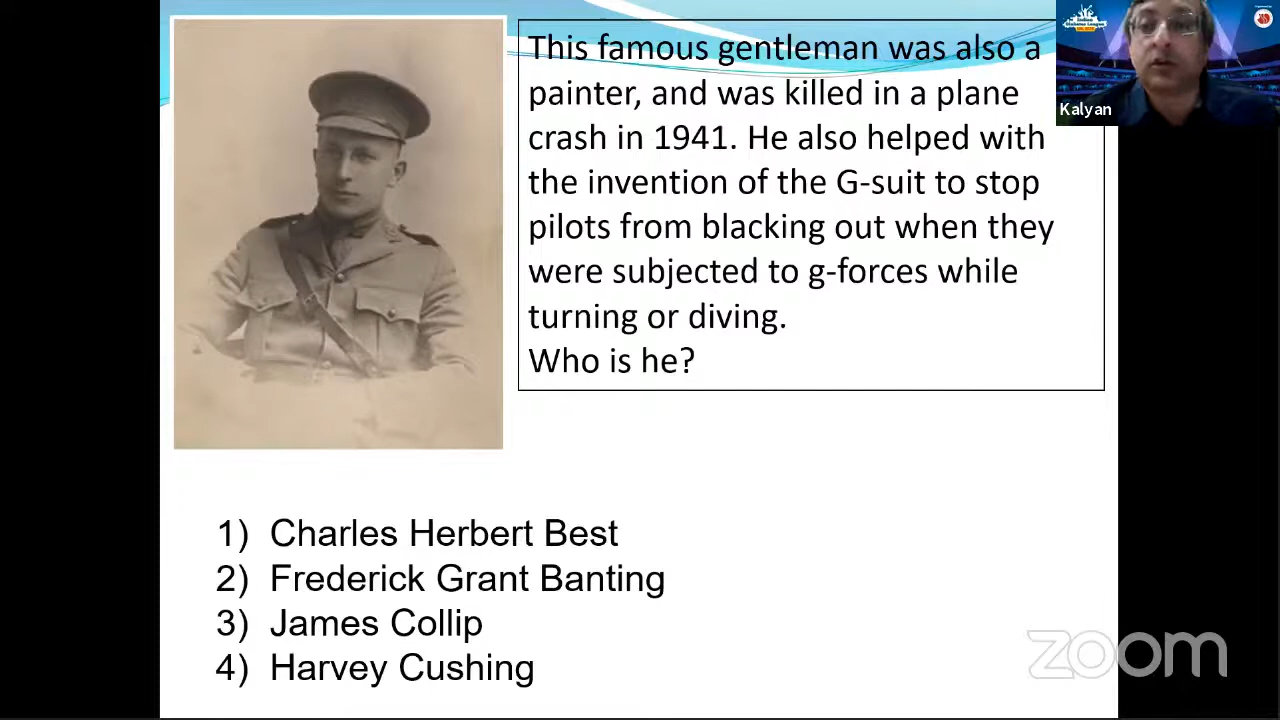 This famous gentleman was also a
painter, and was killed in a plane
crash in 1941. He also helped with
the invention of the G-suit to stop
pilots from blacking out when they
were subjected to g-forces while
turning or diving.
Who is he?
Kalyan
1) Charles Herbert Best
2) Frederick Grant Banting
3) James Collip
4) Harvey Cushing
zoom